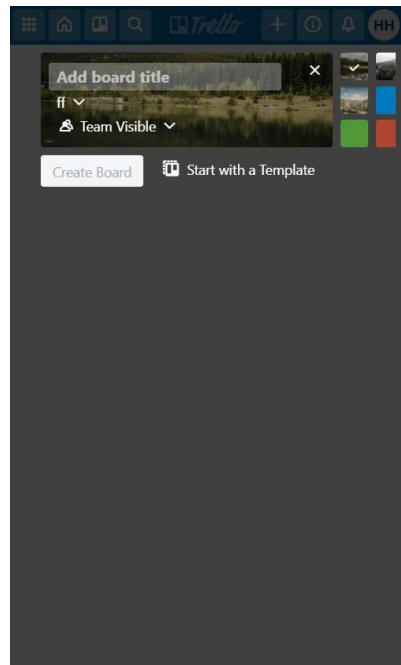 Trello
HH
Add board title
ff
Team Visible
Create Board
Start with a Template